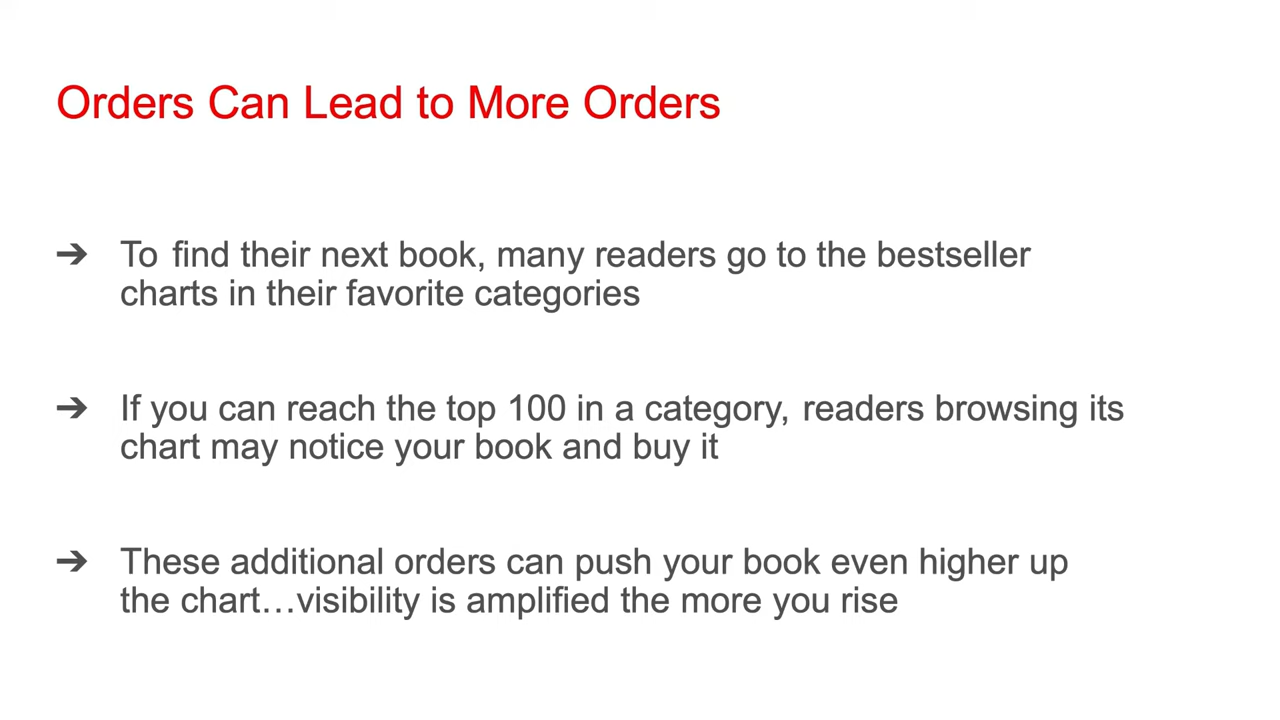 Orders Can Lead to More Orders
➔ To find their next book, many readers go to the bestseller
charts in their favorite categories
➔ If you can reach the top 100 in a category, readers browsing its
chart may notice your book and buy it
➔ These additional orders can push your book even higher up
the chart…visibility is amplified the more you rise